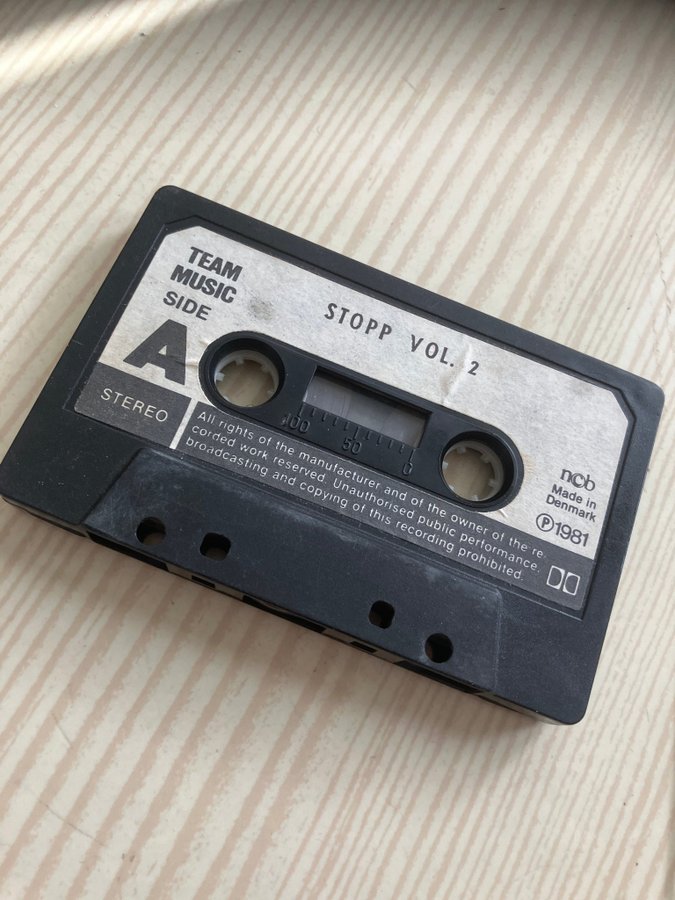 TEAM
MUSIC
SIDE
A
STOPP VOL. 2
STEREO
100 50 0
All rights of the manufacturer and of the owner of the re.
corded work reserved. Unauthorised public performance.
broadcasting and copying of this recording prohibited.
ncb
Made in
Denmark
Ⓟ1981